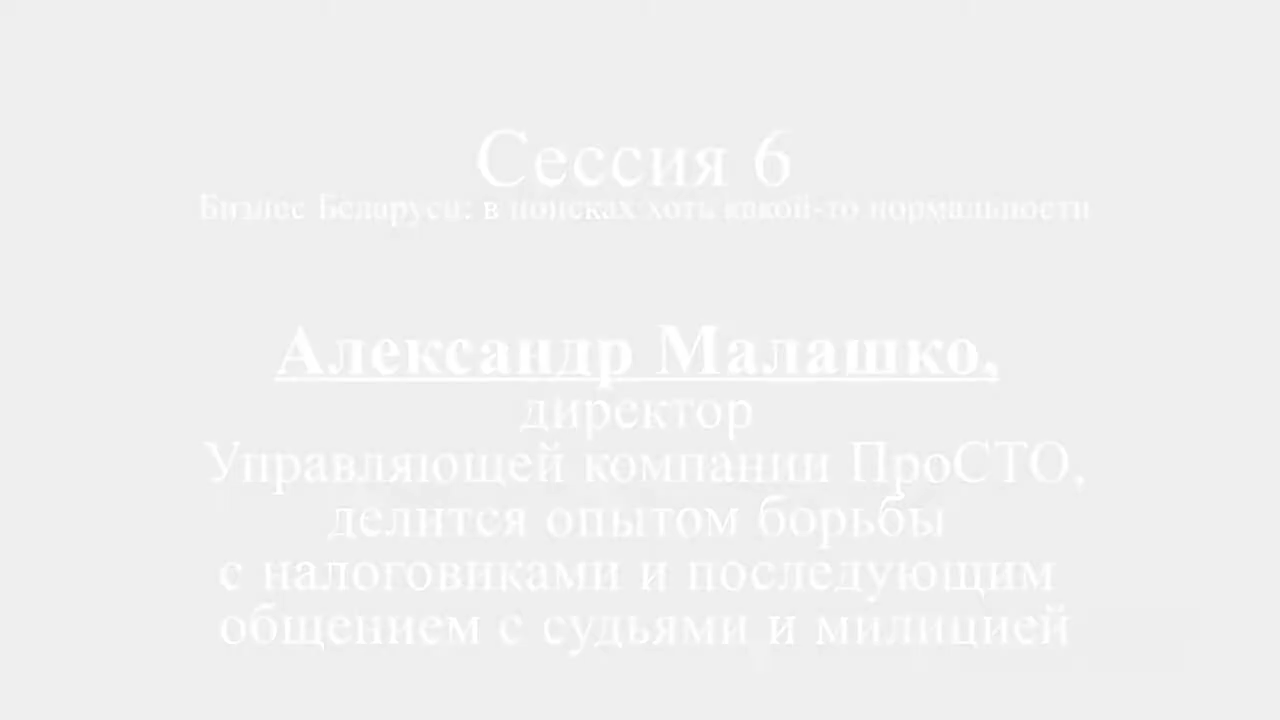 Сессия 6
Бизнес Беларуси: в поисках хоть какой-то нормальности
Александр Малашко,
директор
Управляющей компании ПроСТО,
делится опытом борьбы
с налоговиками и последующим
общением с судьями и милицией